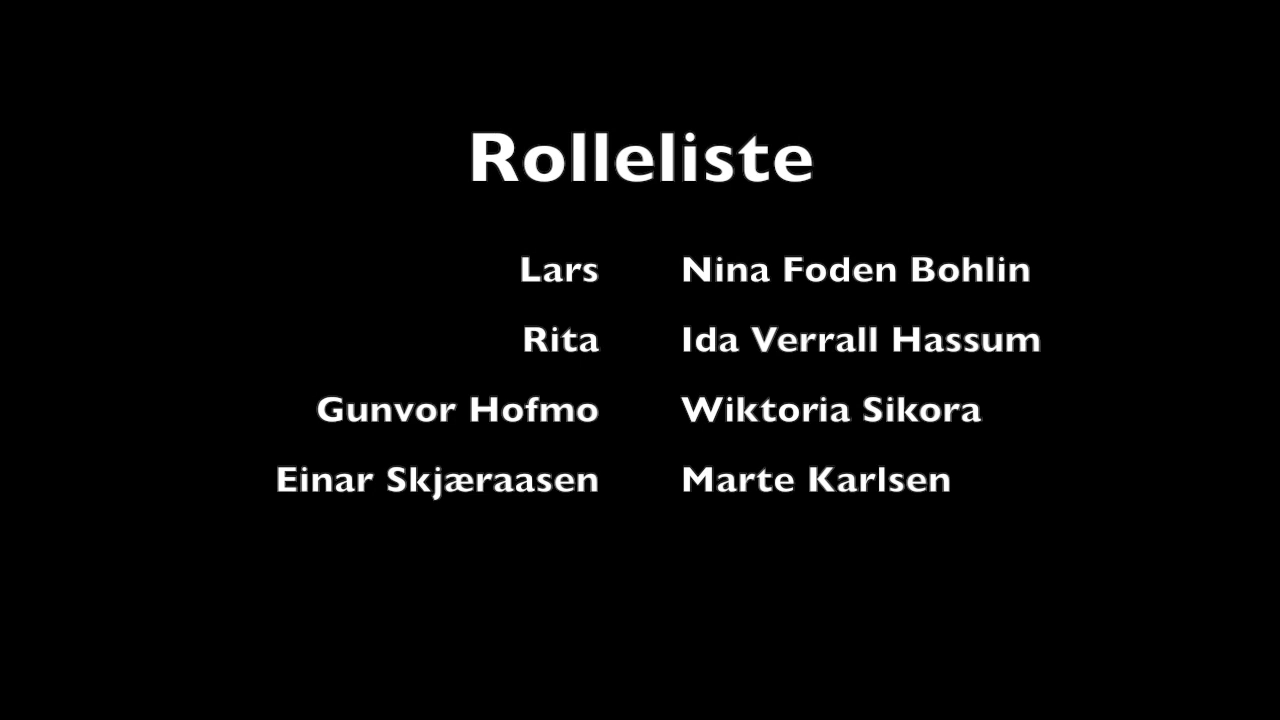 Rolleliste
Lars Nina Foden Bohlin
Rita Ida Verrall Hassum
Gunvor Hofmo Wiktoria Sikora
Einar Skjæraasen Marte Karlsen